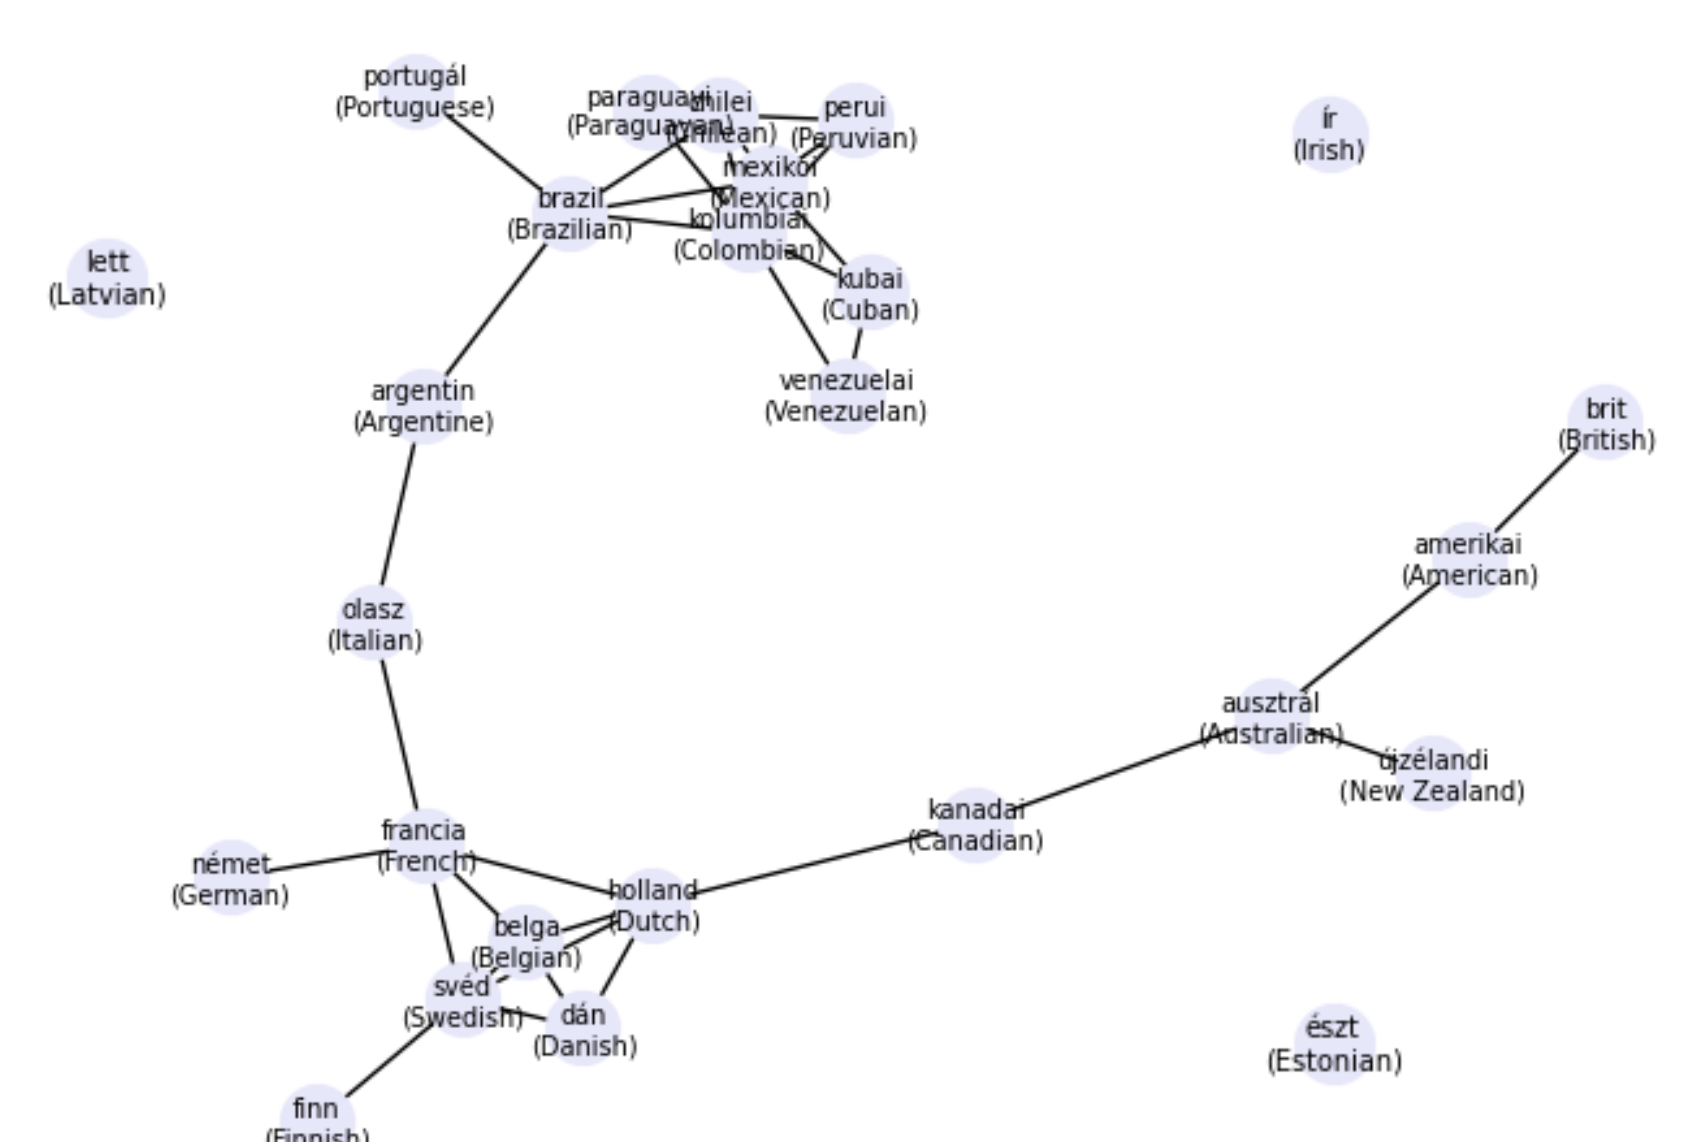 portugál
(Portuguese)
paraguayi
(Paraguayan)
chilei
(Chilean)
perui
(Peruvian)
ír
(Irish)
mexikói
(Mexican)
brazil
(Brazilian)
kolumbiai
(Colombian)
lett
(Latvian)
kubai
(Cuban)
venezuelai
(Venezuelan)
argentin
(Argentine)
brit
(British)
amerikai
(American)
olasz
(Italian)
ausztrál
(Australian)
újzélandi
(New Zealand)
kanadai
(Canadian)
francia
(French)
német
(German)
holland
(Dutch)
belga
(Belgian)
svéd
(Swedish)
dán
(Danish)
észt
(Estonian)
finn
(Finnish)